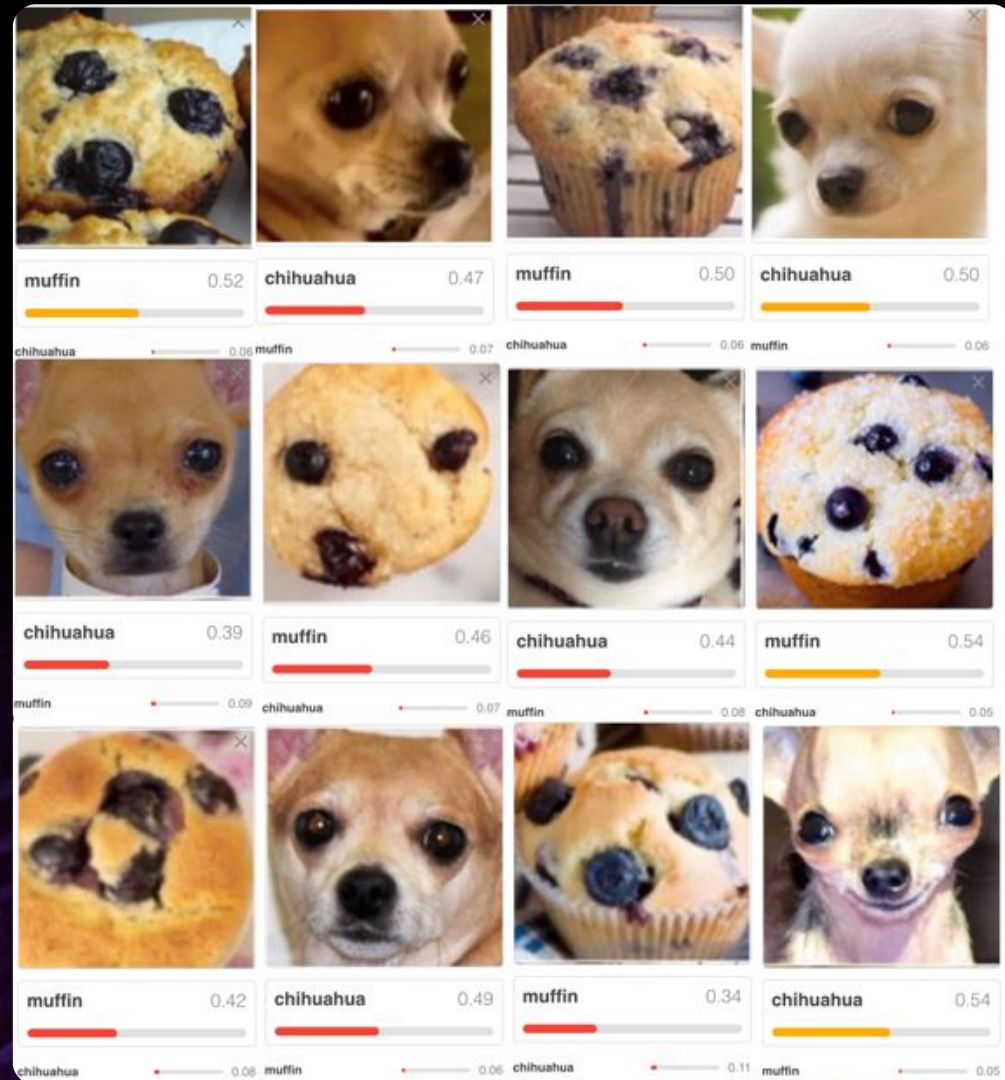 muffin 0.52
chihuahua 0.06
chihuahua 0.47
muffin 0.07
muffin 0.50
chihuahua 0.06
chihuahua 0.50
muffin 0.06
chihuahua 0.39
muffin 0.09
muffin 0.46
chihuahua 0.07
chihuahua 0.44
muffin 0.08
muffin 0.54
chihuahua 0.05
muffin 0.42
chihuahua 0.08
chihuahua 0.49
muffin 0.06
muffin 0.34
chihuahua 0.11
chihuahua 0.54
muffin 0.05